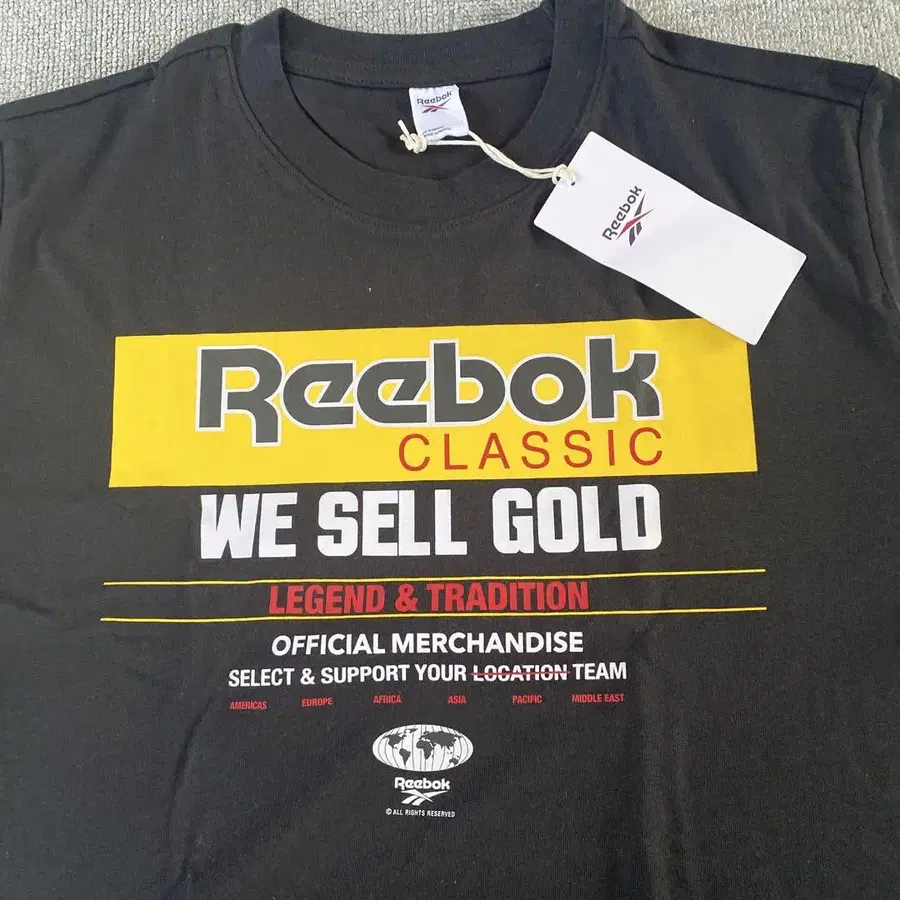 Reebok
Reebok
Reebok
CLASSIC
WE SELL GOLD
LEGEND & TRADITION
OFFICIAL MERCHANDISE
SELECT & SUPPORT YOUR LOCATION TEAM
AMERICAS EUROPE AFRICA ASIA PACIFIC MIDDLE EAST
Reebok
© ALL RIGHTS RESERVED